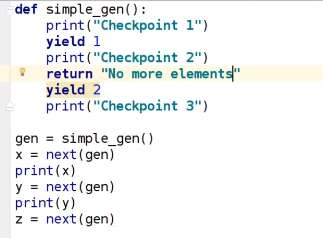 def simple_gen():
    print("Checkpoint 1")
    yield 1
    print("Checkpoint 2")
    return "No more elements"
    yield 2
    print("Checkpoint 3")

gen = simple_gen()
x = next(gen)
print(x)
y = next(gen)
print(y)
z = next(gen)